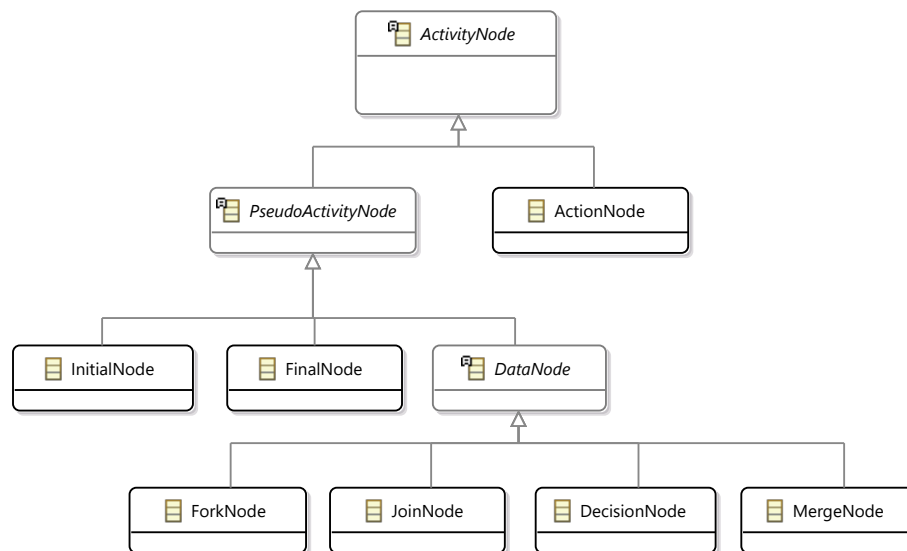 ActivityNode
PseudoActivityNode
ActionNode
InitialNode
FinalNode
DataNode
ForkNode
JoinNode
DecisionNode
MergeNode